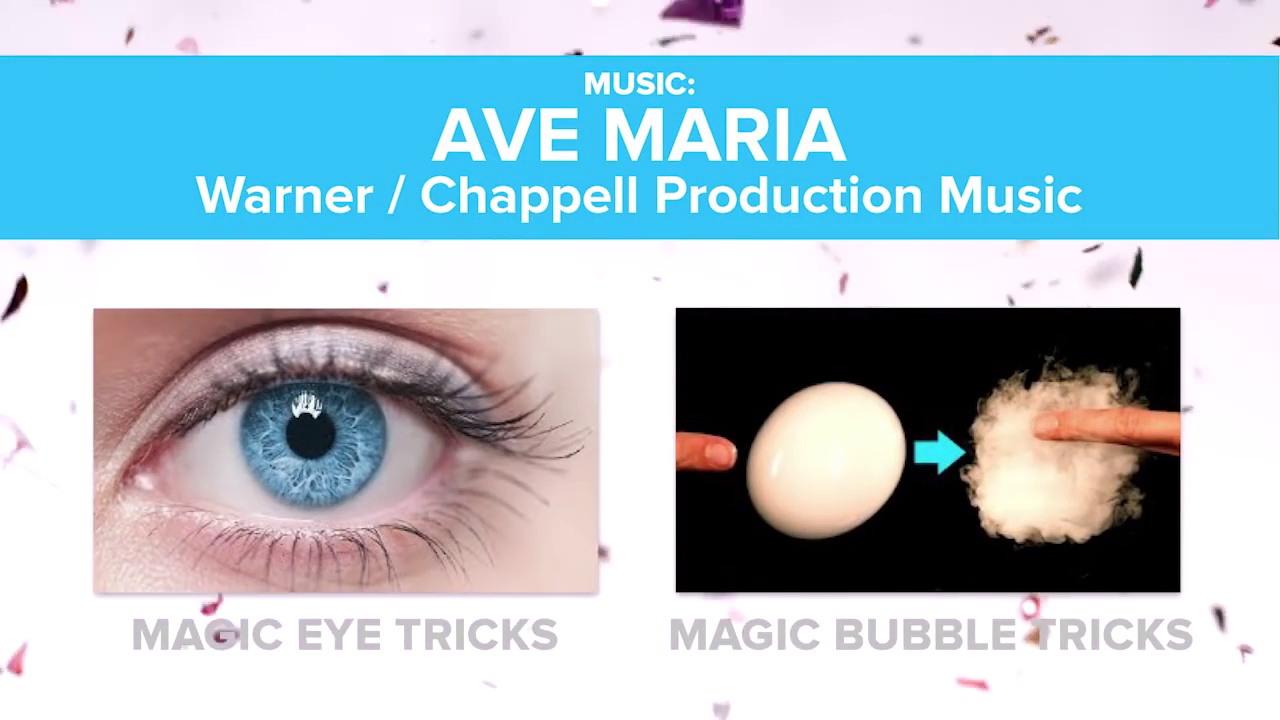 MUSIC:
AVE MARIA
Warner / Chappell Production Music
MAGIC EYE TRICKS
MAGIC BUBBLE TRICKS